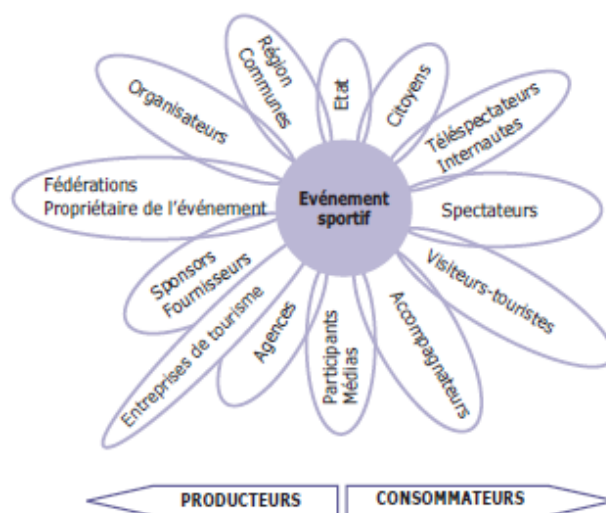 Organisateurs
Région
Communes
Etat
Citoyens
Téléspectateurs
Internautes
Fédérations
Propriétaire de l'événement
Evénement
sportif
Spectateurs
Sponsors
Fournisseurs
Entreprises de tourisme
Agences
Participants
Médias
Accompagnateurs
Visiteurs-touristes
PRODUCTEURS
CONSOMMATEURS